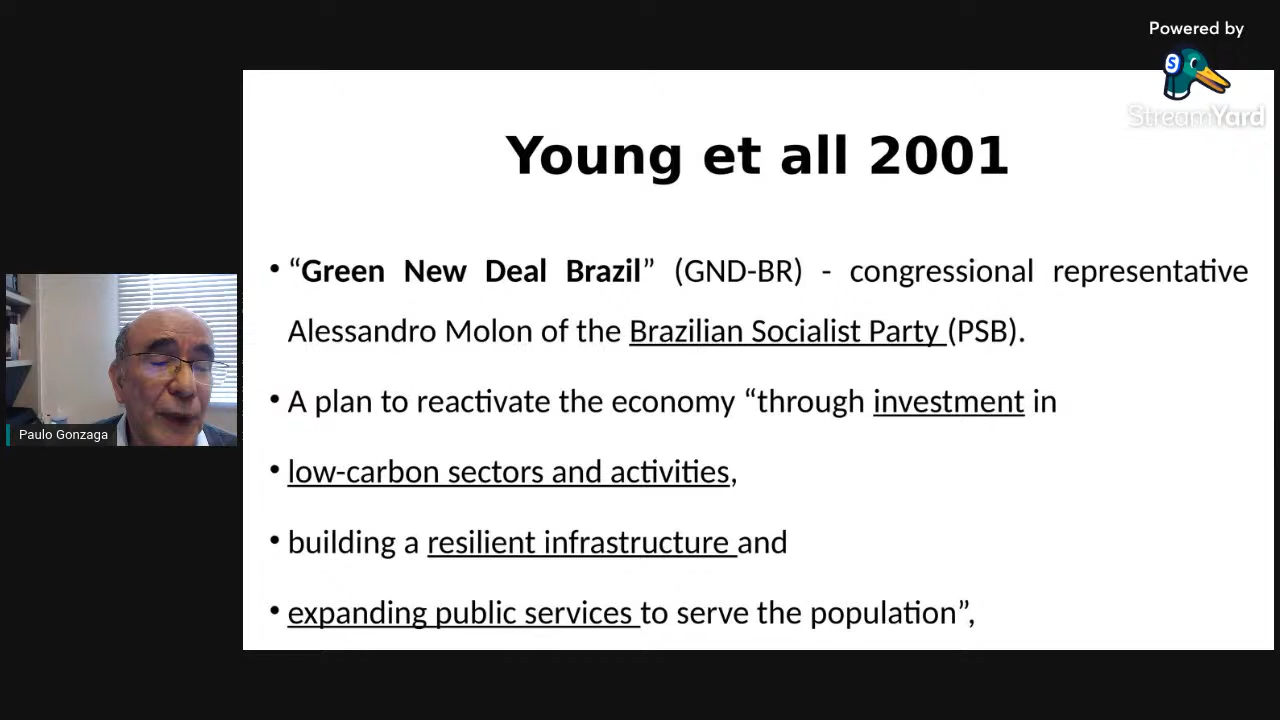 Powered by
StreamYard
Young et all 2001
• “Green New Deal Brazil” (GND-BR) - congressional representative
Alessandro Molon of the Brazilian Socialist Party (PSB).
• A plan to reactivate the economy “through investment in
• low-carbon sectors and activities,
• building a resilient infrastructure and
• expanding public services to serve the population”,
Paulo Gonzaga